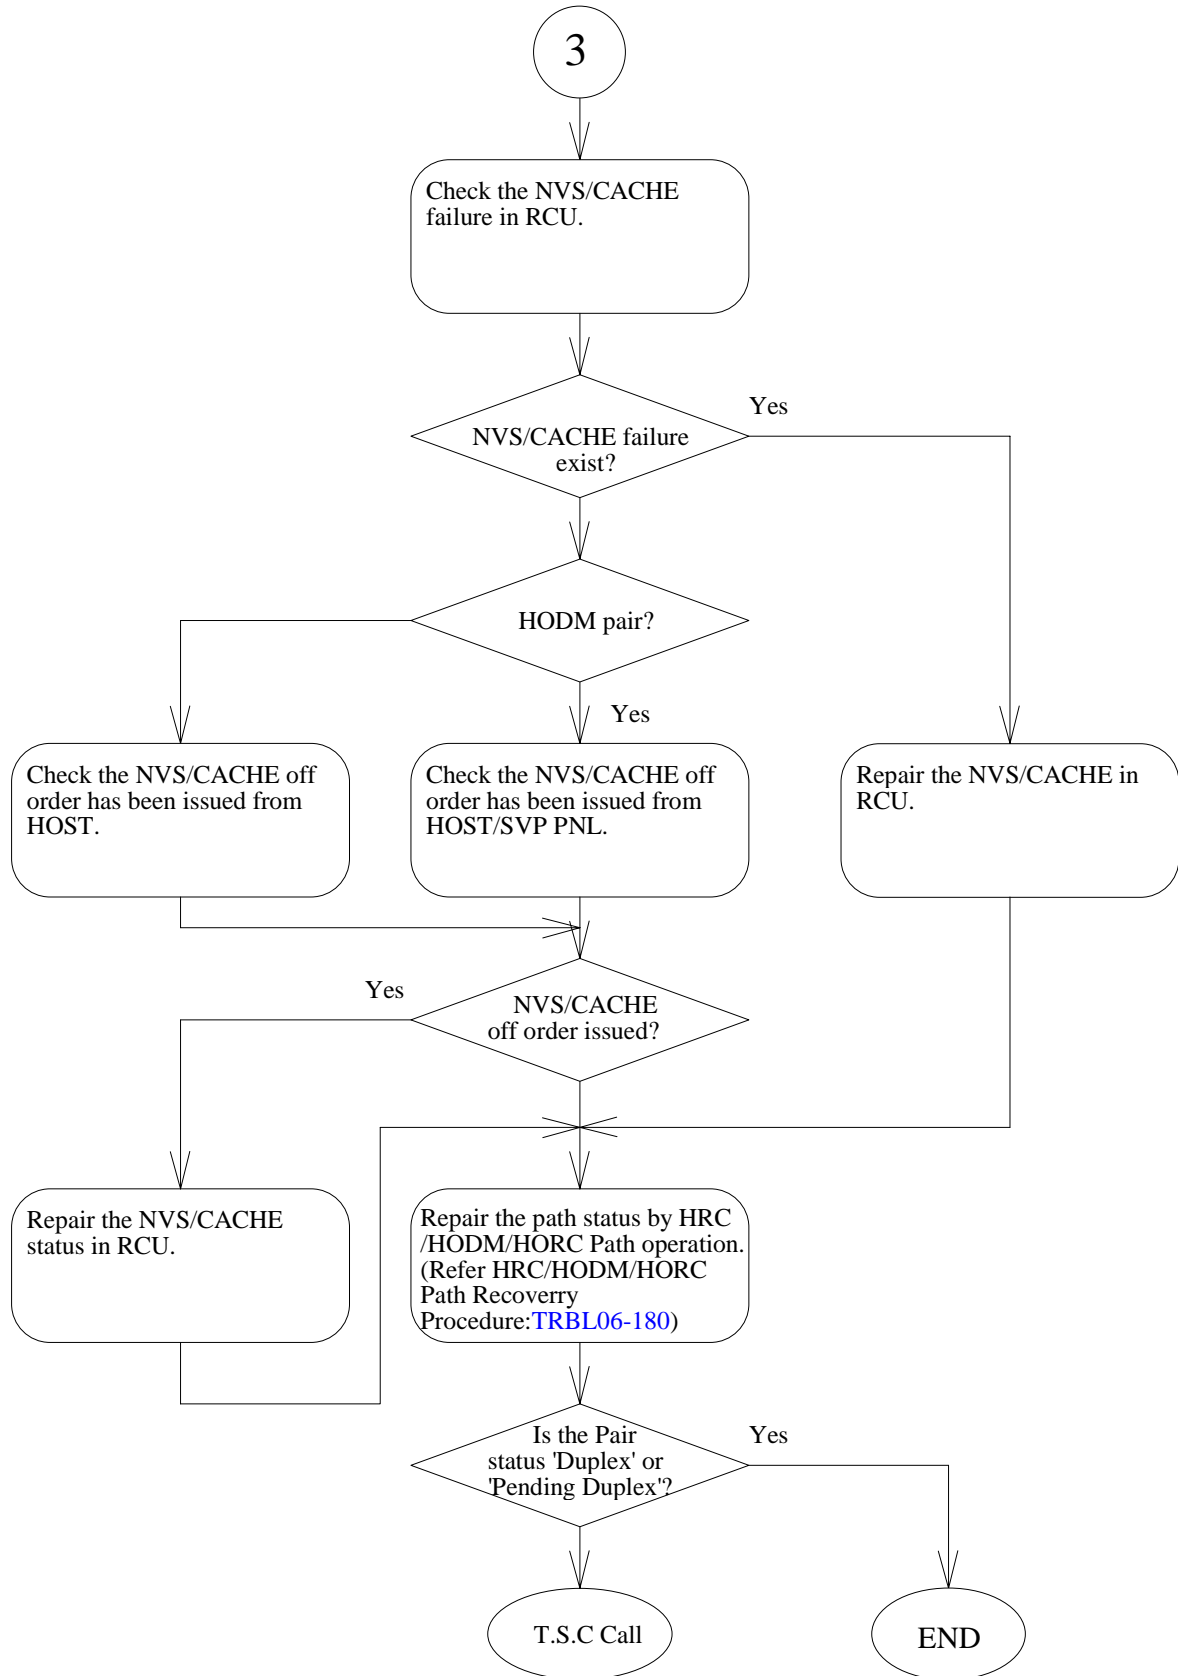 3
Check the NVS/CACHE
failure in RCU.
Yes
NVS/CACHE failure
exist?
HODM pair?
Yes
Check the NVS/CACHE off
order has been issued from
HOST.
Check the NVS/CACHE off
order has been issued from
HOST/SVP PNL.
Repair the NVS/CACHE in
RCU.
Yes
NVS/CACHE
off order issued?
Repair the NVS/CACHE
status in RCU.
Repair the path status by HRC
/HODM/HORC Path operation.
(Refer HRC/HODM/HORC
Path Recoverry
Procedure:TRBL06-180)
Is the Pair
status 'Duplex' or
'Pending Duplex'?
Yes
T.S.C Call
END